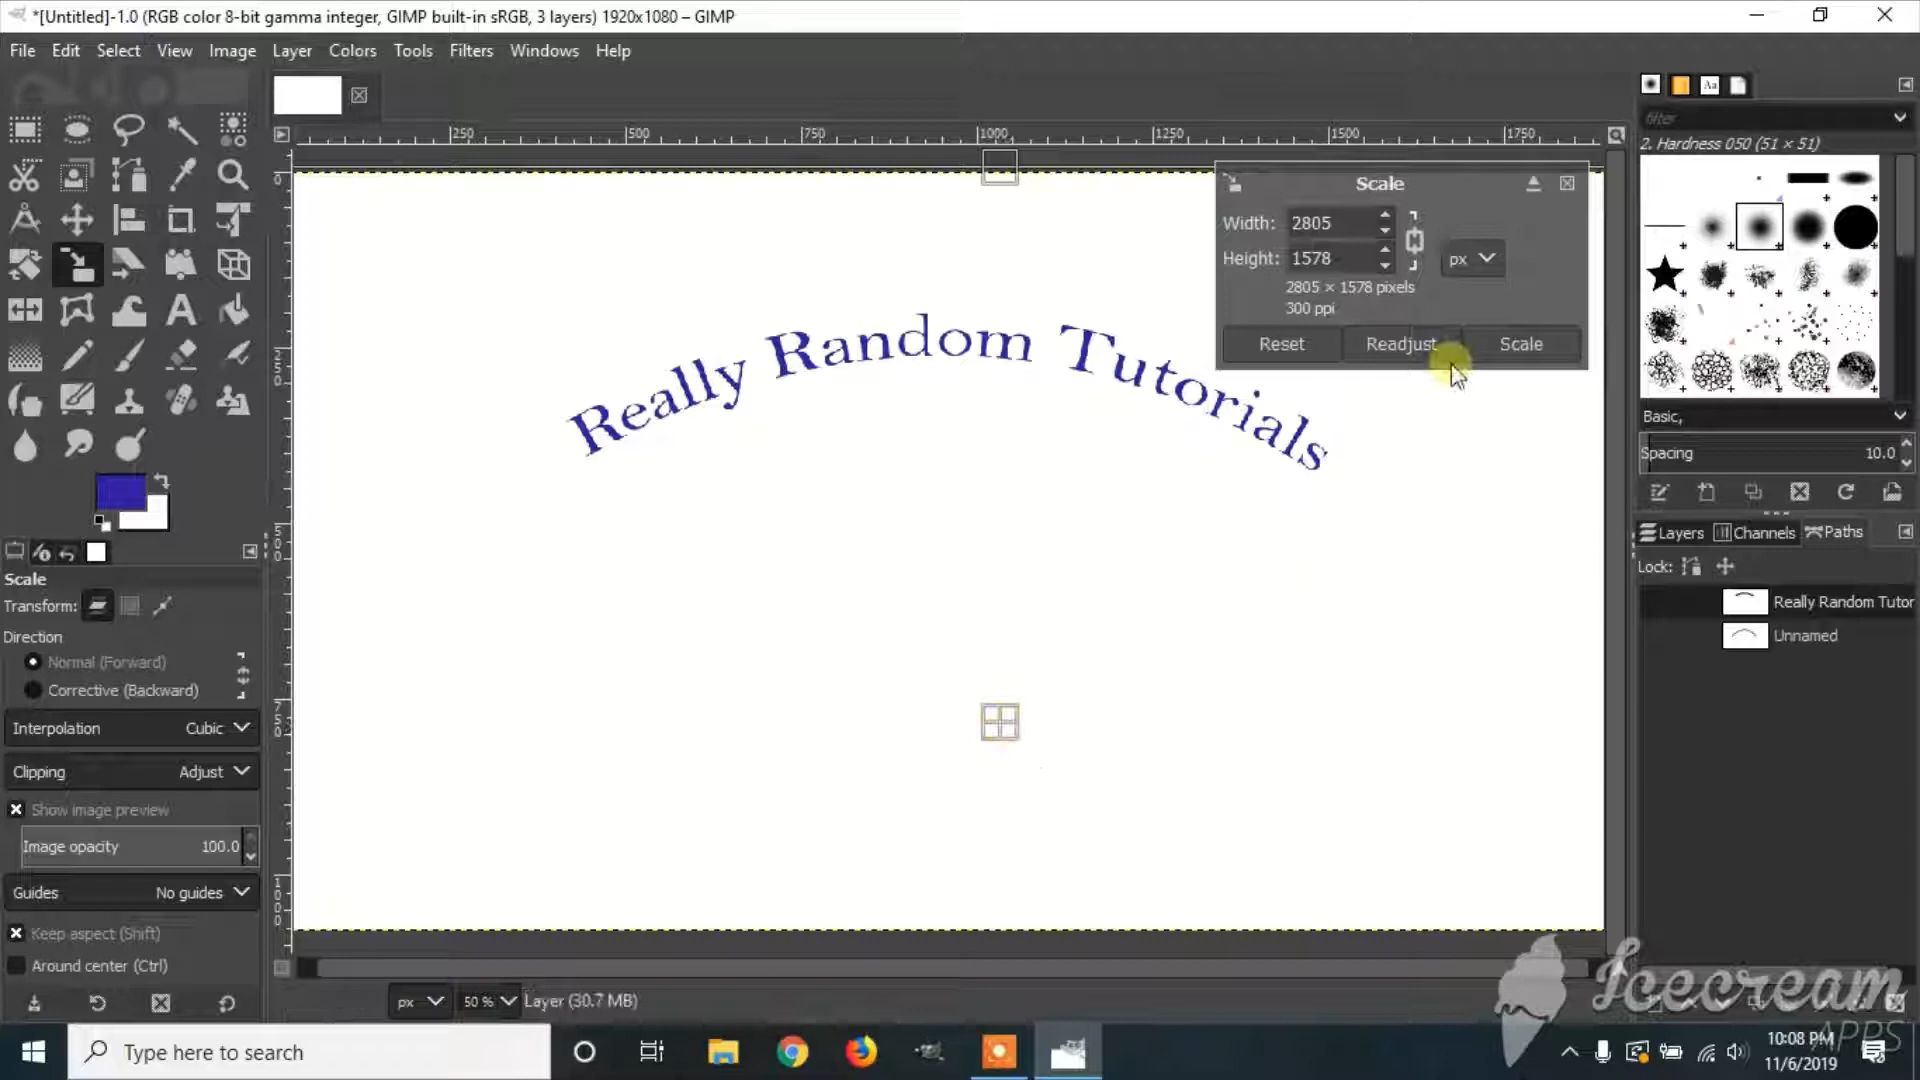 *[Untitled]-1.0 (RGB color 8-bit gamma integer, GIMP built-in sRGB, 3 layers) 1920x1080 – GIMP
File Edit Select View Image Layer Colors Tools Filters Windows Help
250 500 750 1000 1250 1500 1750
0
250
500
750
1000
Really Random Tutorials
Scale
Width: 2805
Height: 1578
px
2805 × 1578 pixels
300 ppi
Reset Readjust Scale
filter
2. Hardness 050 (51 × 51)
Basic,
Spacing 10.0
Layers Channels Paths
Lock:
Really Random Tutor
Unnamed
Scale
Transform:
Direction
Normal (Forward)
Corrective (Backward)
Interpolation Cubic
Clipping Adjust
Show image preview
Image opacity 100.0
Guides No guides
Keep aspect (Shift)
Around center (Ctrl)
px 50 % Layer (30.7 MB)
Icecream
APPS
Type here to search
10:08 PM
11/6/2019